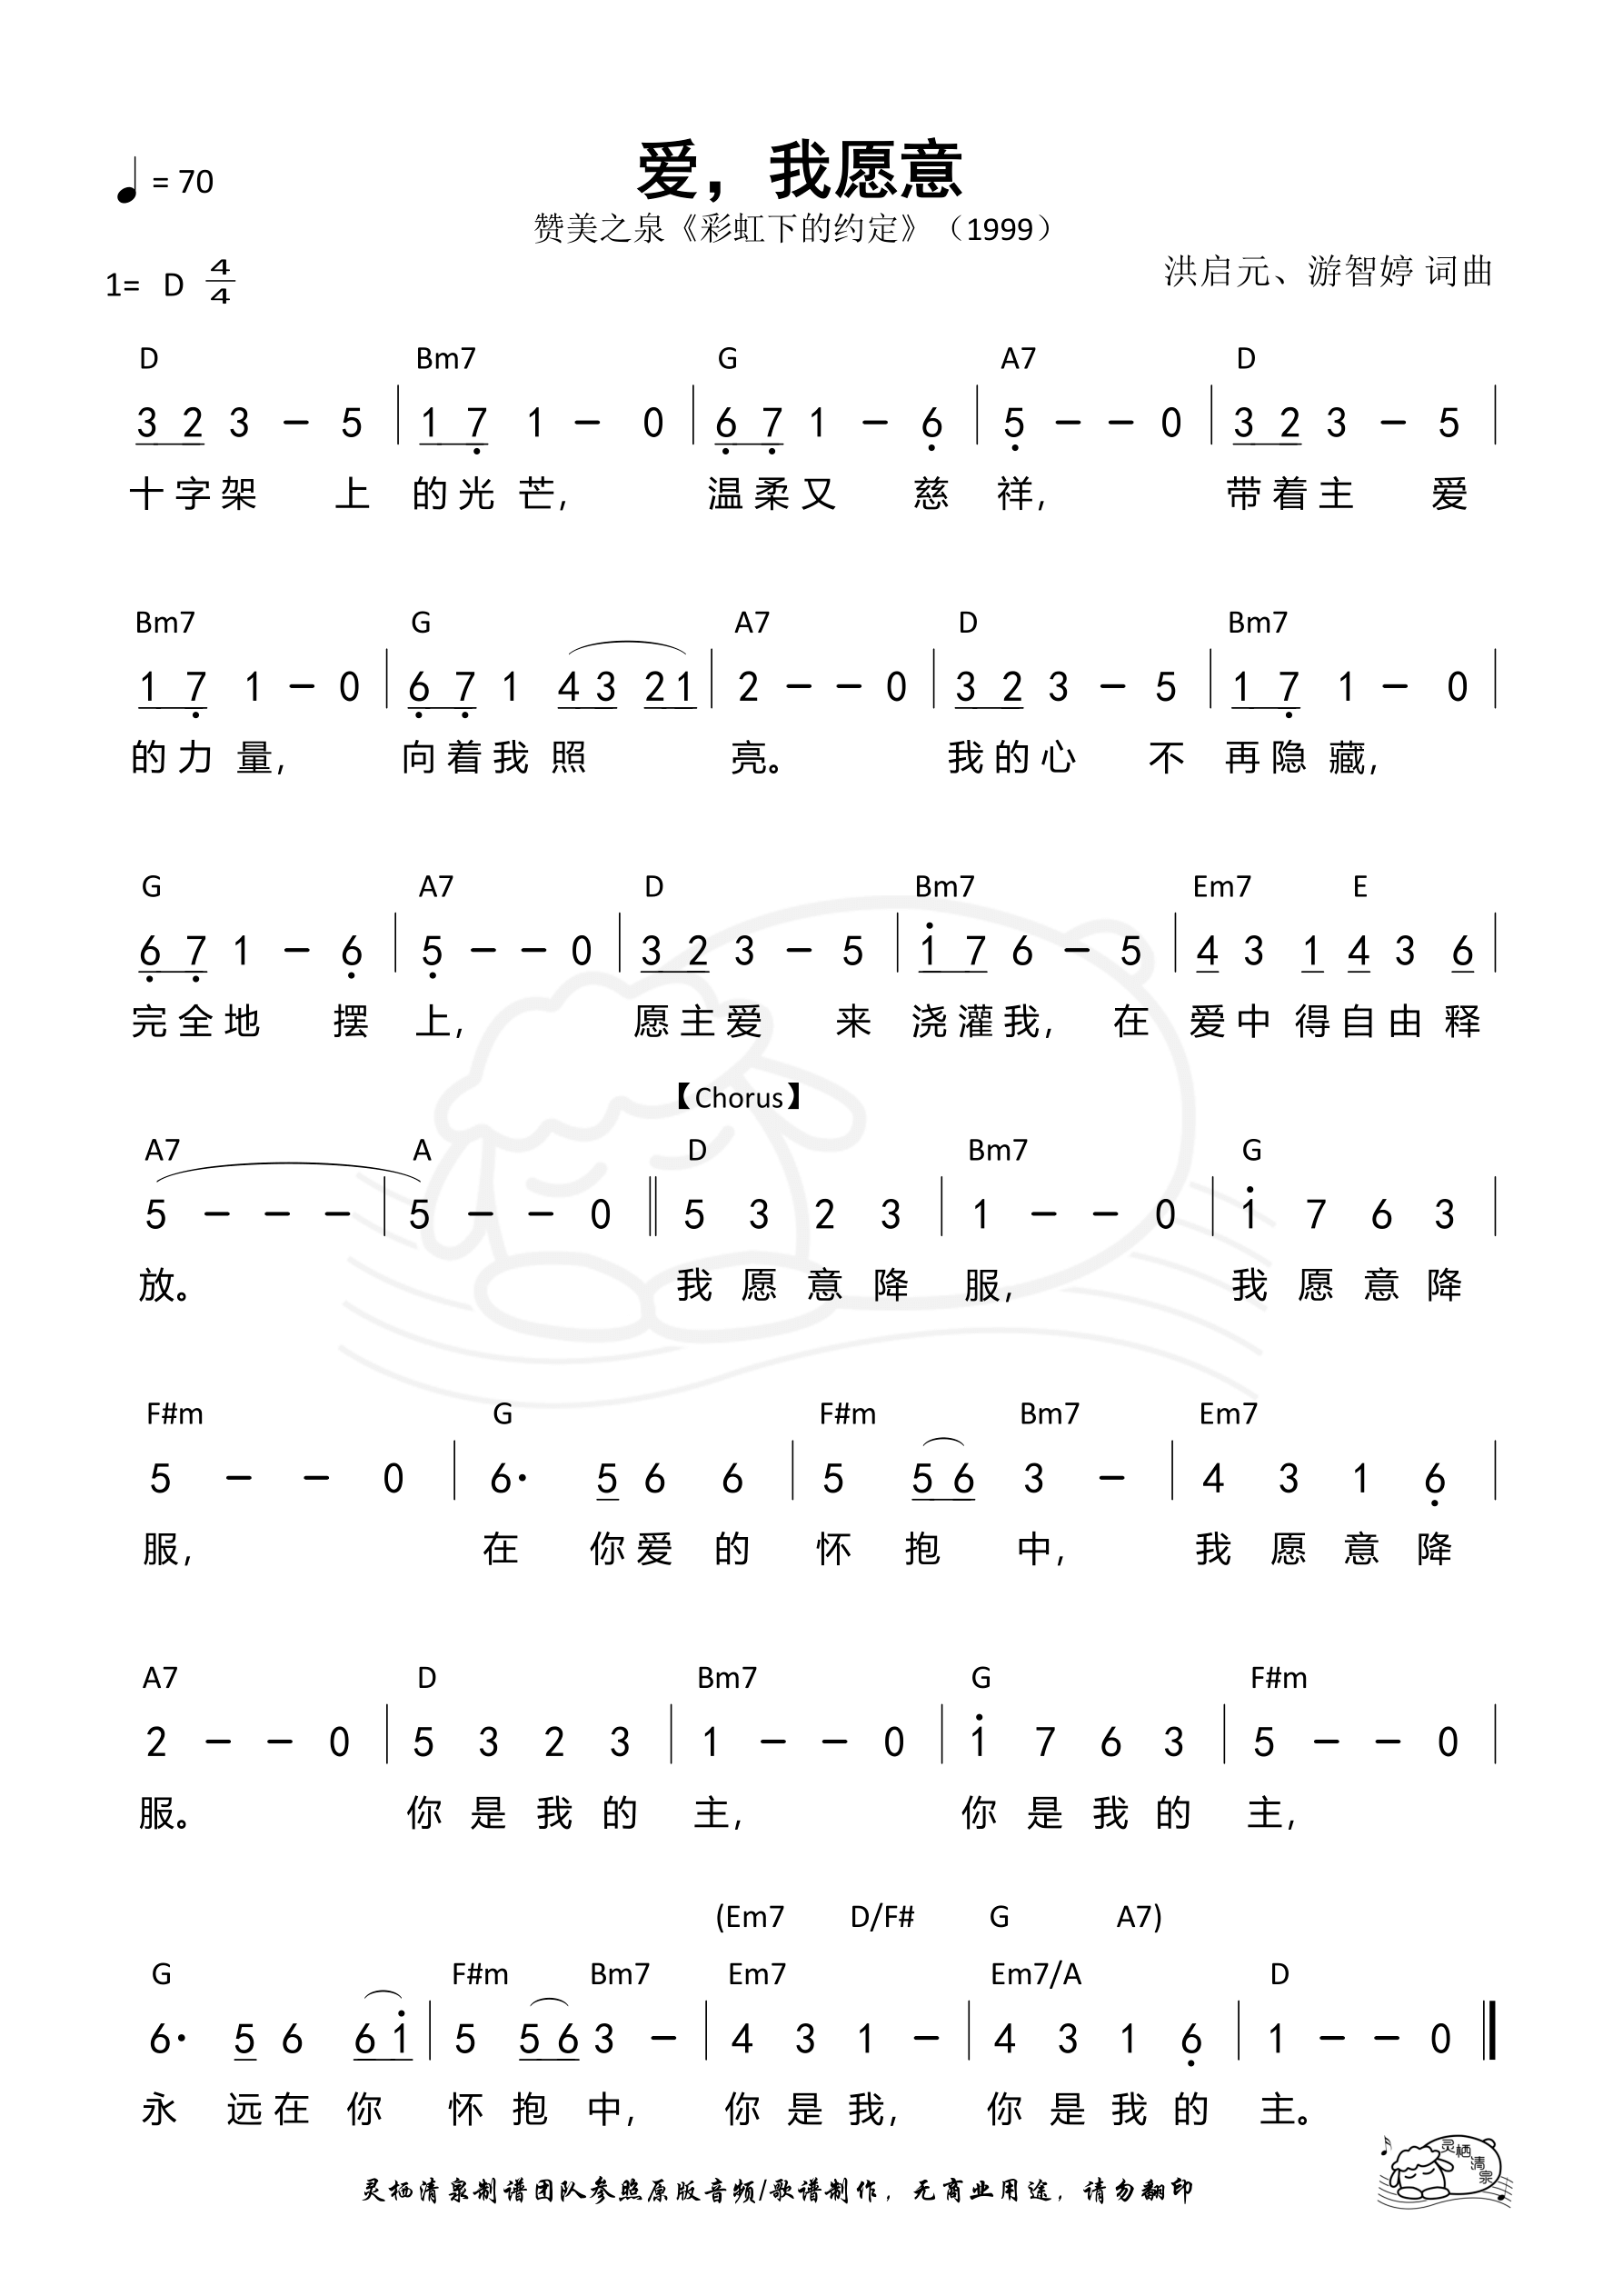 爱，我愿意
♩= 70
赞美之泉《彩虹下的约定》（1999）
1= D 4/4
洪启元、游智婷 词曲
D Bm7 G A7 D
3 2 3 – 5 | 1 7̣ 1 – 0 | 6̣ 7̣ 1 – 6̣ | 5̣ – – 0 | 3 2 3 – 5 |
十字架 上 的光芒， 温柔又 慈 祥， 带着主 爱
Bm7 G A7 D Bm7
1 7̣ 1 – 0 | 6̣ 7̣ 1 4 3 2 1 | 2 – – 0 | 3 2 3 – 5 | 1 7̣ 1 – 0 |
的力量， 向着我照 亮。 我的心 不 再隐藏，
G A7 D Bm7 Em7 E
6̣ 7̣ 1 – 6̣ | 5̣ – – 0 | 3 2 3 – 5 | 1̇ 7 6 – 5 | 4 3 1 4 3 6 |
完全地 摆 上， 愿主爱 来 浇灌我， 在 爱中得自由释
【Chorus】
A7 A D Bm7 G
5 – – – | 5 – – 0 || 5 3 2 3 | 1 – – 0 | 1̇ 7 6 3 |
放。 我愿意降 服， 我愿意降
F#m G F#m Bm7 Em7
5 – – 0 | 6· 5 6 6 | 5 5 6 3 – | 4 3 1 6̣ |
服， 在 你爱的 怀 抱 中， 我愿意降
A7 D Bm7 G F#m
2 – – 0 | 5 3 2 3 | 1 – – 0 | 1̇ 7 6 3 | 5 – – 0 |
服。 你是我的 主， 你是我的 主，
(Em7 D/F# G A7)
G F#m Bm7 Em7 Em7/A D
6· 5 6 6 1̇ | 5 5 6 3 – | 4 3 1 – | 4 3 1 6̣ | 1 – – 0 ‖
永 远在 你 怀 抱 中， 你是我， 你是我的 主。
灵栖清泉制谱团队参照原版音频/歌谱制作，无商业用途，请勿翻印
灵栖清泉